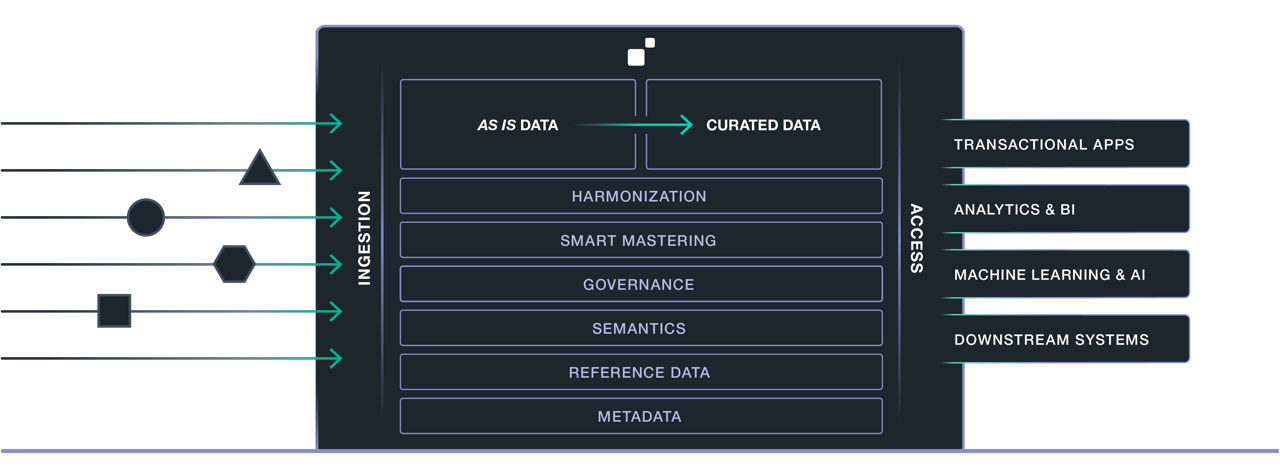 INGESTION
AS IS DATA
CURATED DATA
HARMONIZATION
SMART MASTERING
GOVERNANCE
SEMANTICS
REFERENCE DATA
METADATA
ACCESS
TRANSACTIONAL APPS
ANALYTICS & BI
MACHINE LEARNING & AI
DOWNSTREAM SYSTEMS